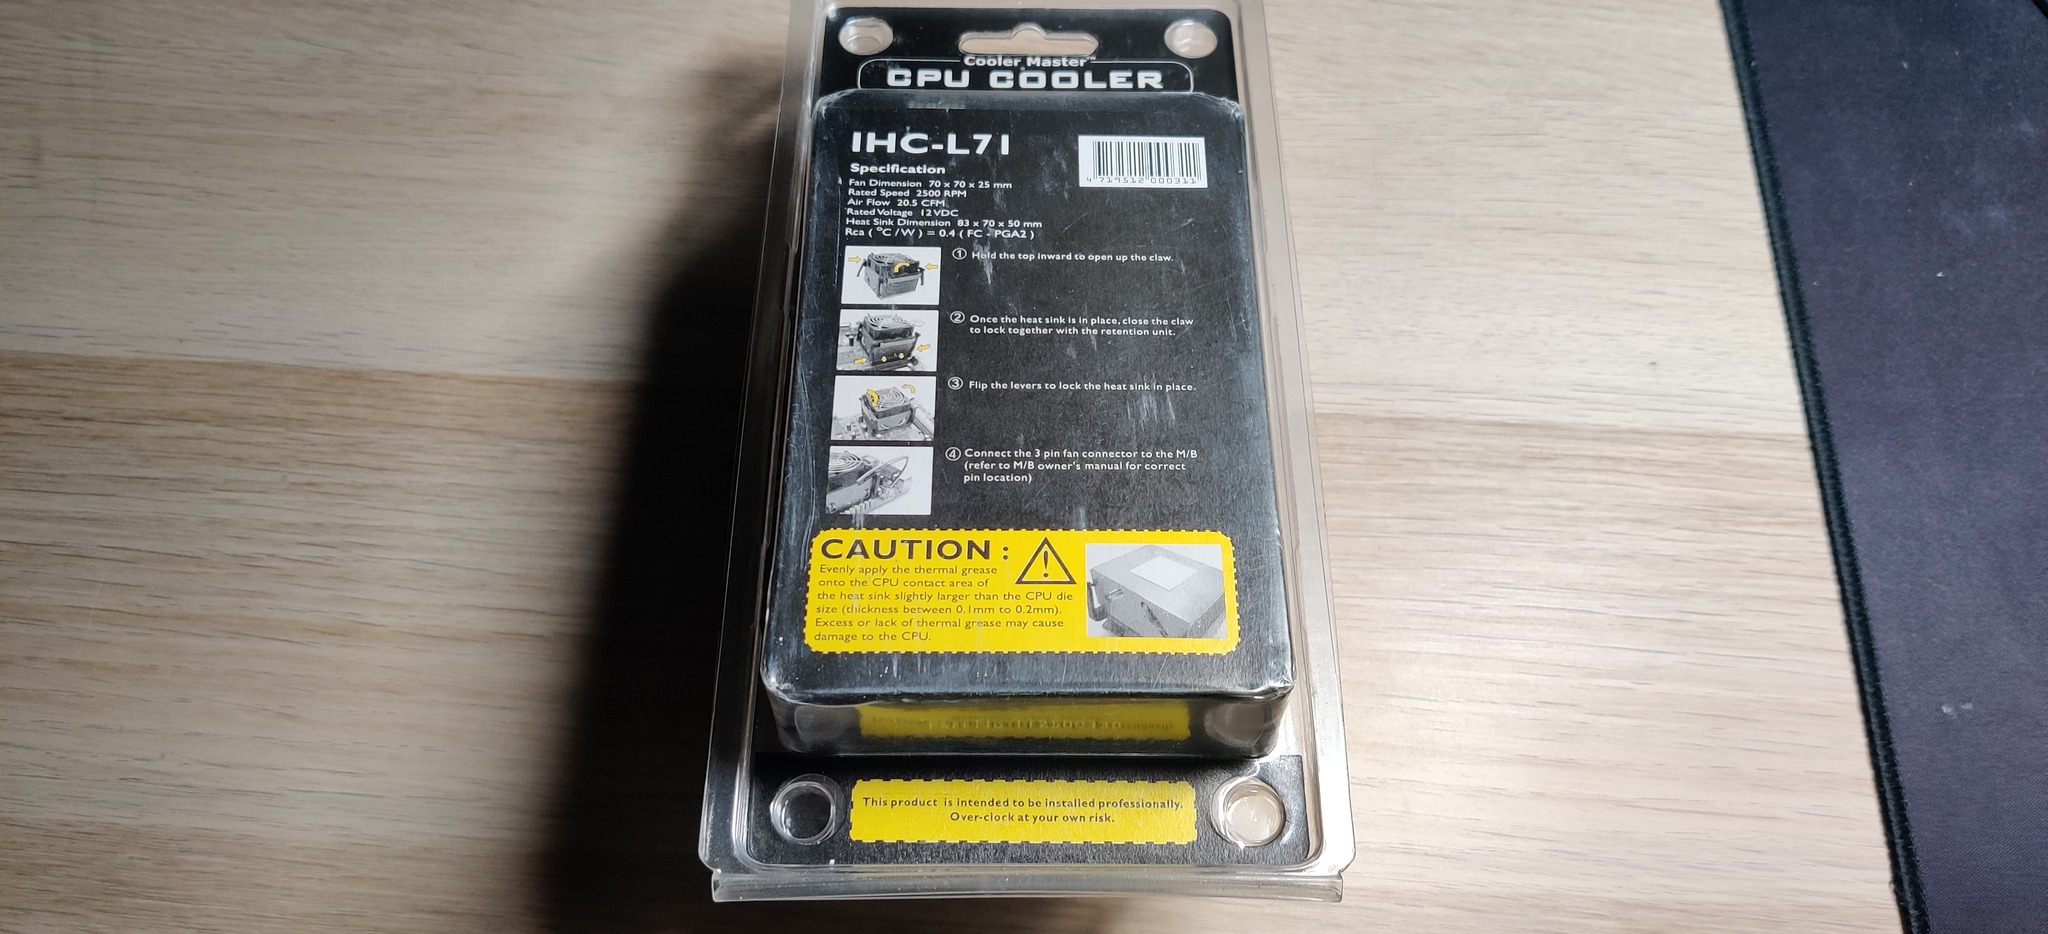 Cooler Master™
CPU COOLER
IHC-L71
Specification
Fan Dimension 70 x 70 x 25 mm
Rated Speed 2500 RPM
Air Flow 20.5 CFM
Rated Voltage 12VDC
Heat Sink Dimension 83 x 70 x 50 mm
Rca ( °C / W ) = 0.4 ( FC - PGA2 )
4 719512 000311
① Hold the top inward to open up the claw.
② Once the heat sink is in place, close the claw
to lock together with the retention unit.
③ Flip the levers to lock the heat sink in place.
④ Connect the 3 pin fan connector to the M/B
(refer to M/B owner's manual for correct
pin location)
CAUTION :
Evenly apply the thermal grease
onto the CPU contact area of
the heat sink slightly larger than the CPU die
size (thickness between 0.1mm to 0.2mm).
Excess or lack of thermal grease may cause
damage to the CPU.
This product is intended to be installed professionally.
Over-clock at your own risk.